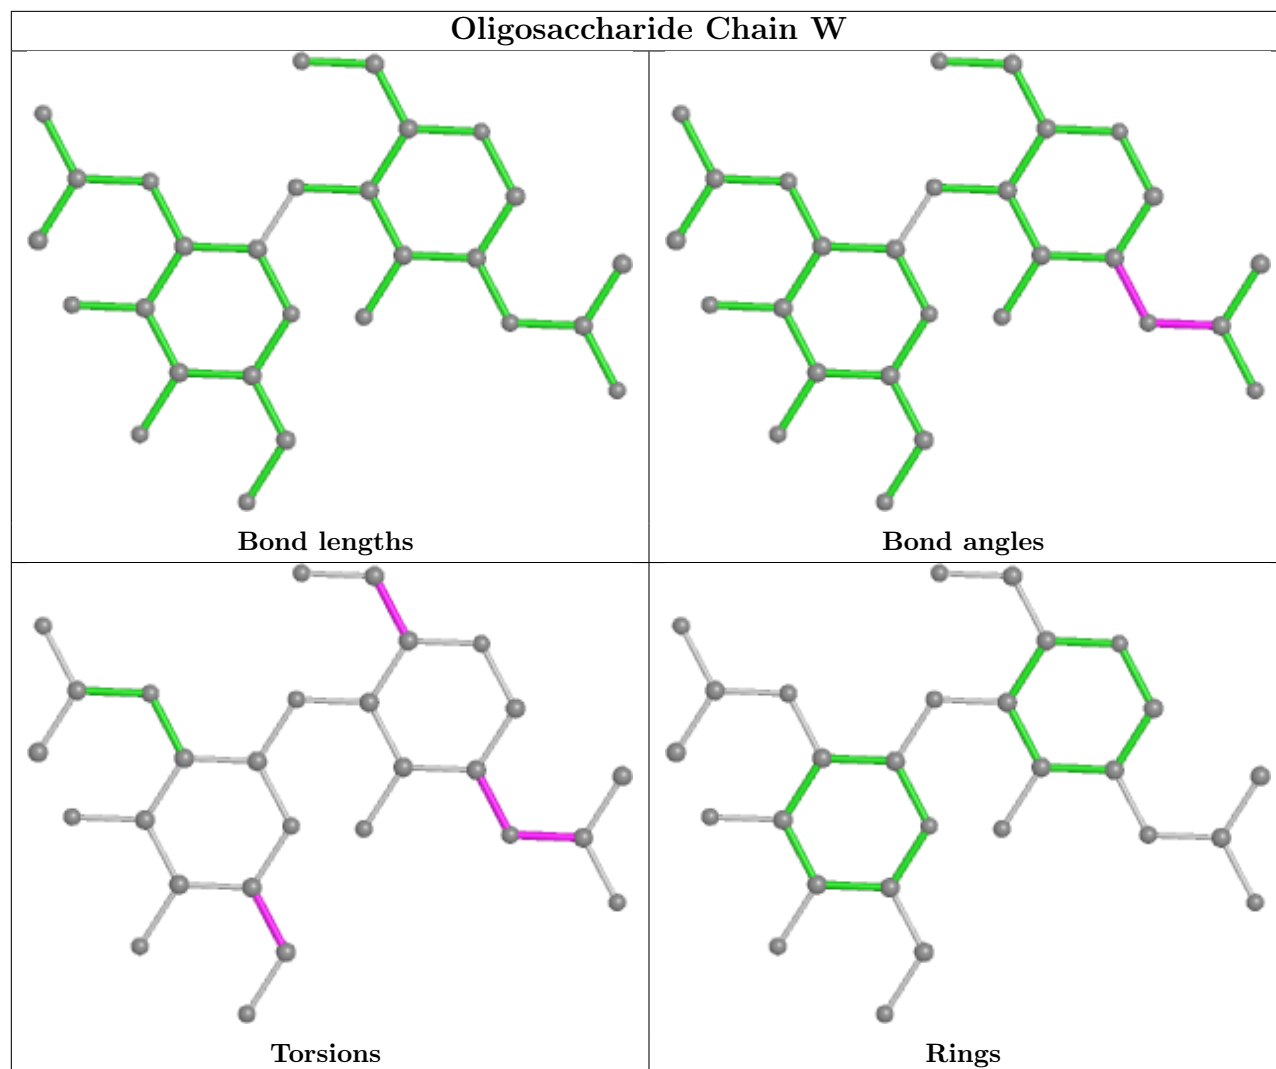 Oligosaccharide Chain W
Bond lengths
Bond angles
Torsions
Rings